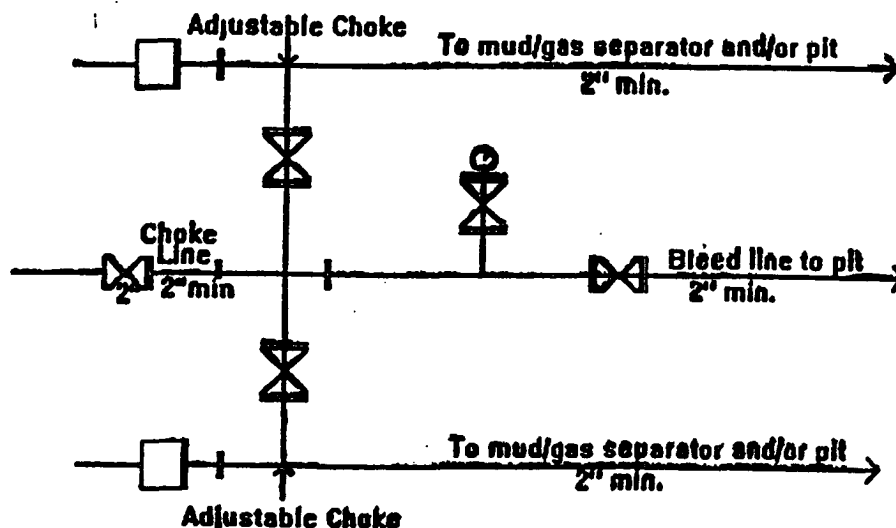 Adjustable Choke
To mud/gas separator and/or pit
2" min.
Choke
Line
2" 2" min
Bleed line to pit
2" min.
To mud/gas separator and/or pit
2" min.
Adjustable Choke